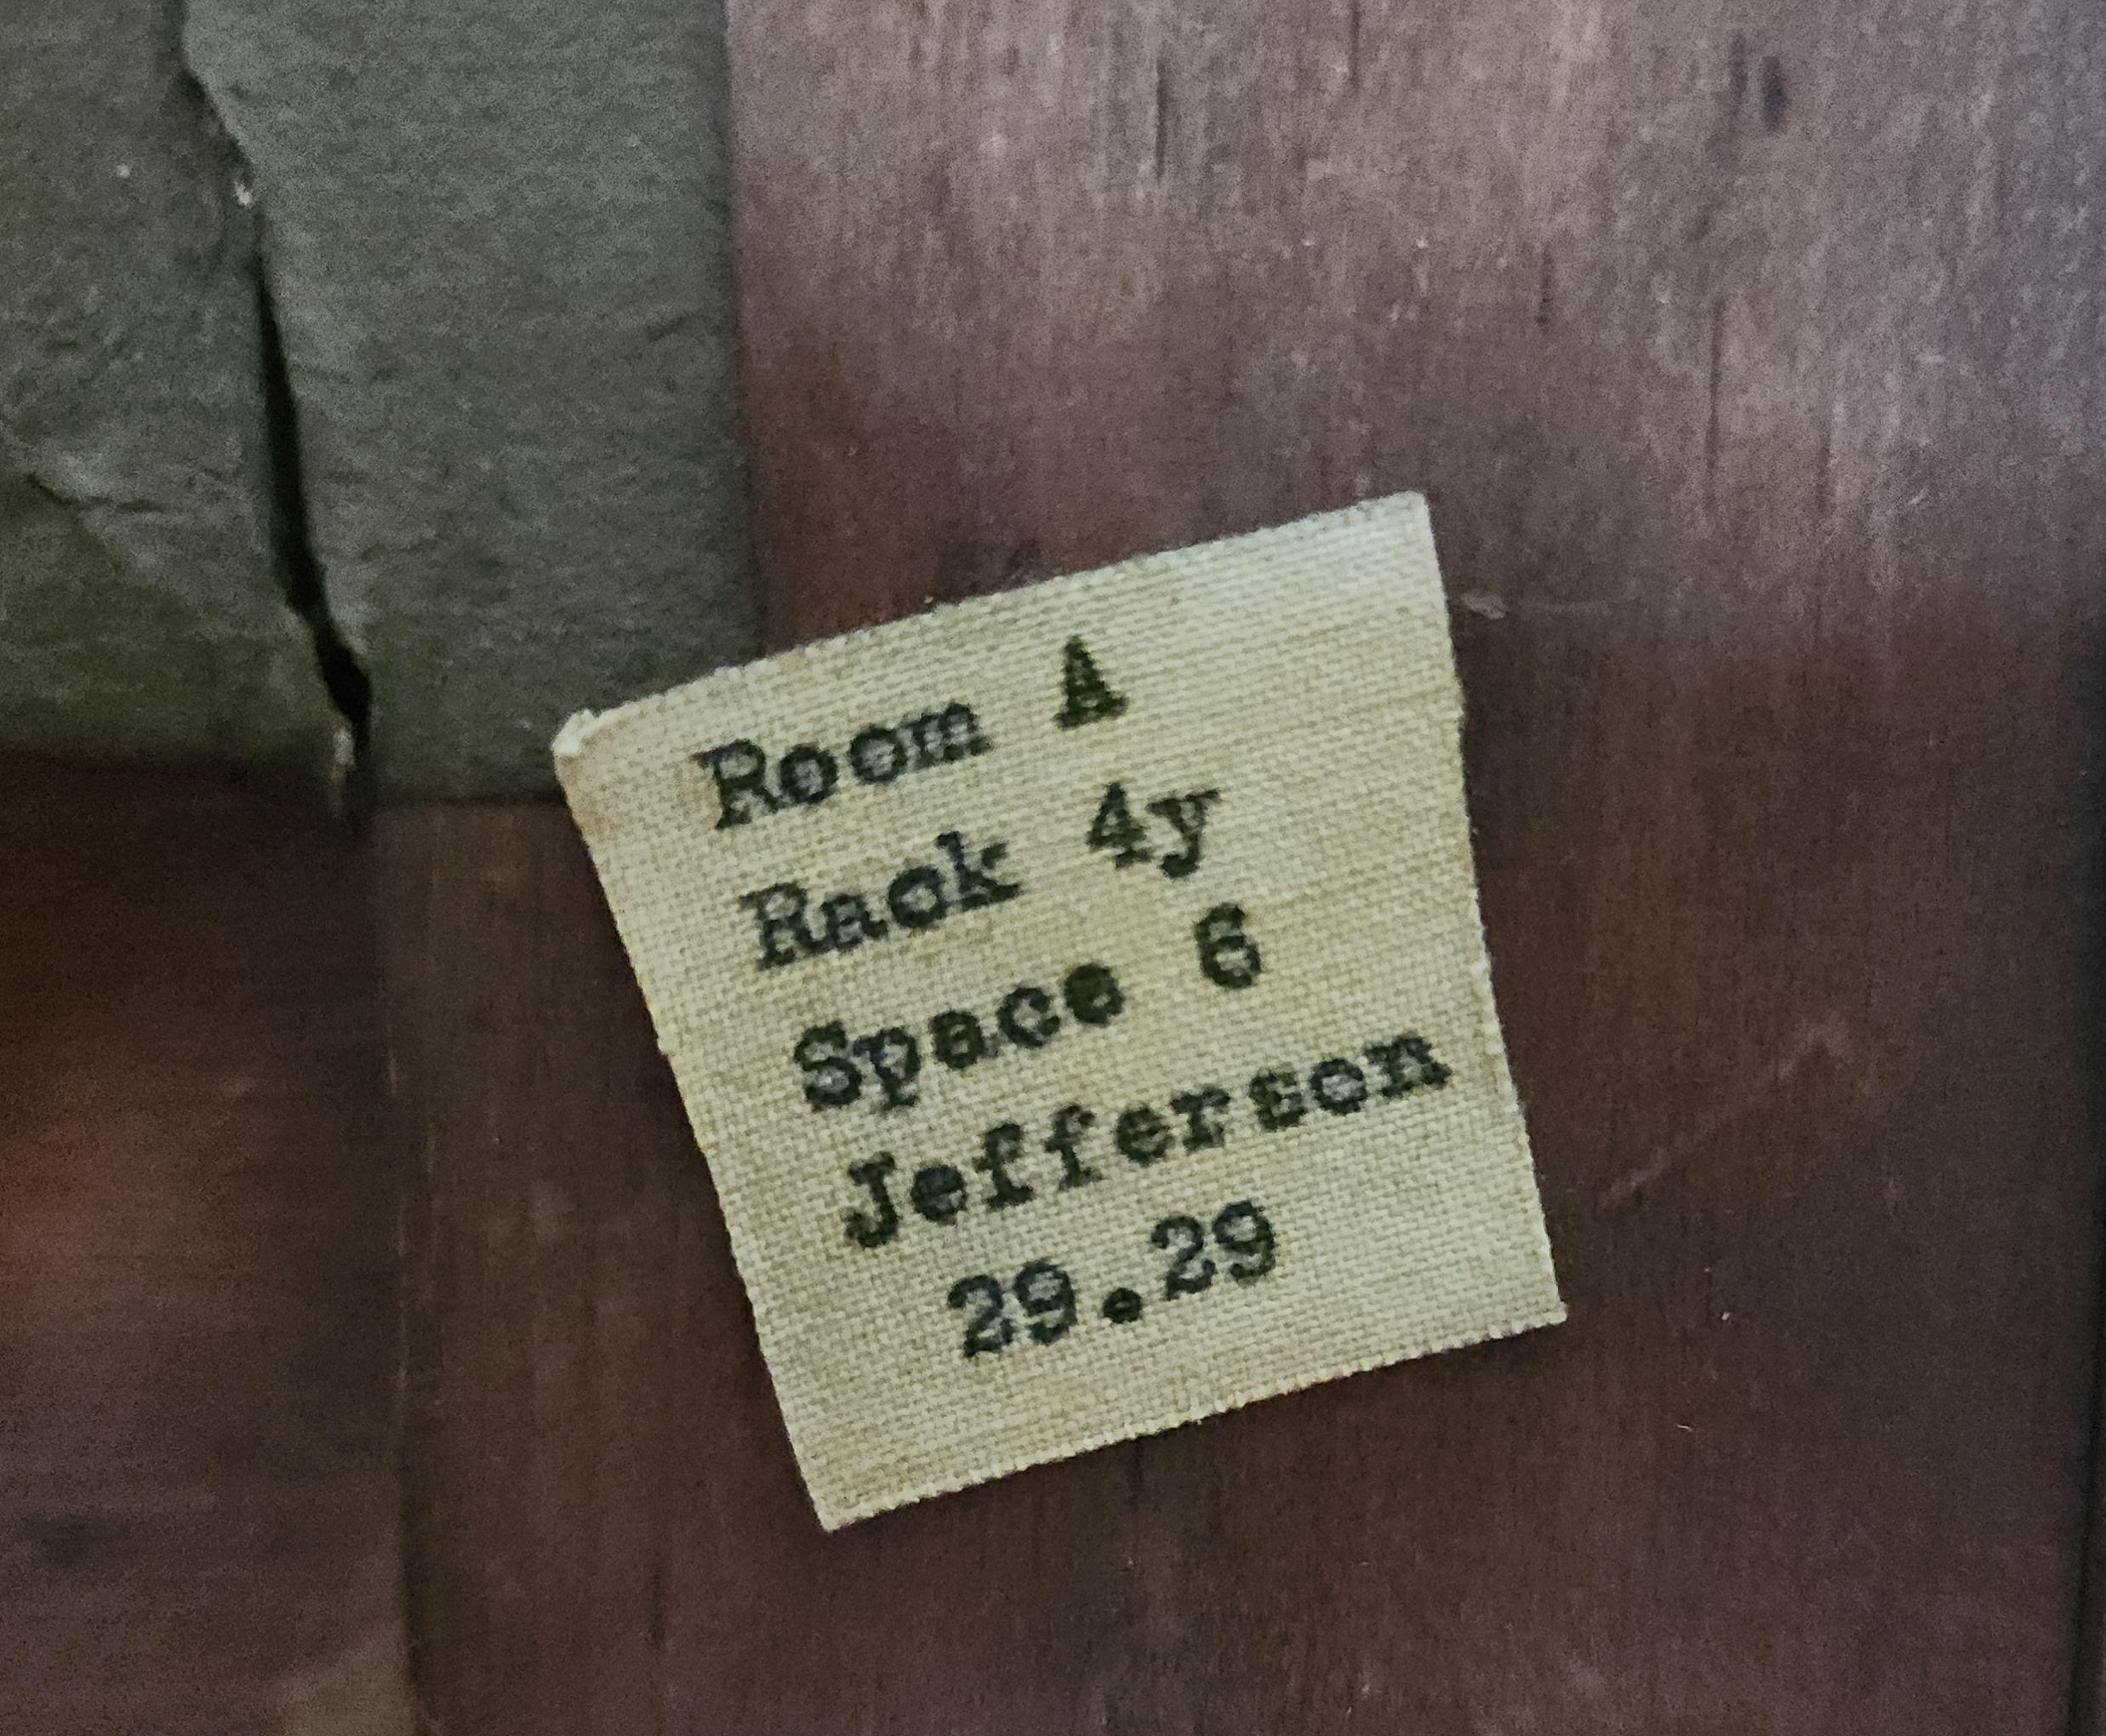 Room A
Rack 4y
Space 6
Jefferson
29.29